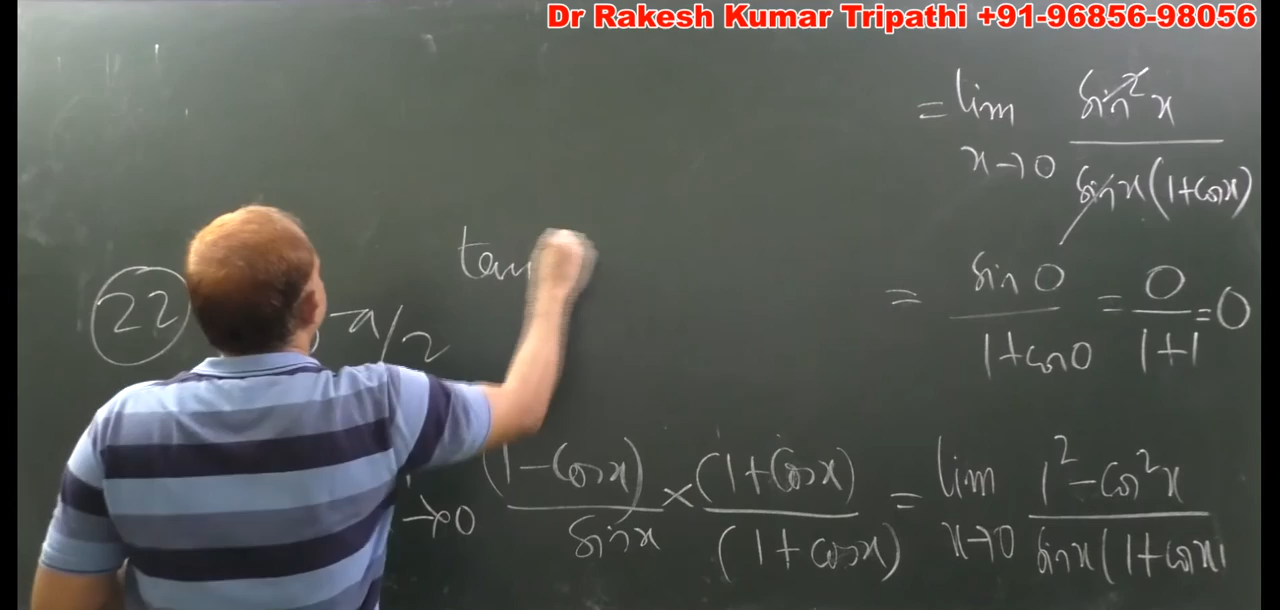 Dr Rakesh Kumar Tripathi +91-96856-98056
= lim x→0 sin²x / sinx(1+cosx)
= sin0 / 1+cos0 = 0 / 1+1 = 0
22
/2
tan
→0 (1-cosx) / sinx × (1+cosx) / (1+cosx) = lim x→0 1²-cos²x / sinx(1+cosx